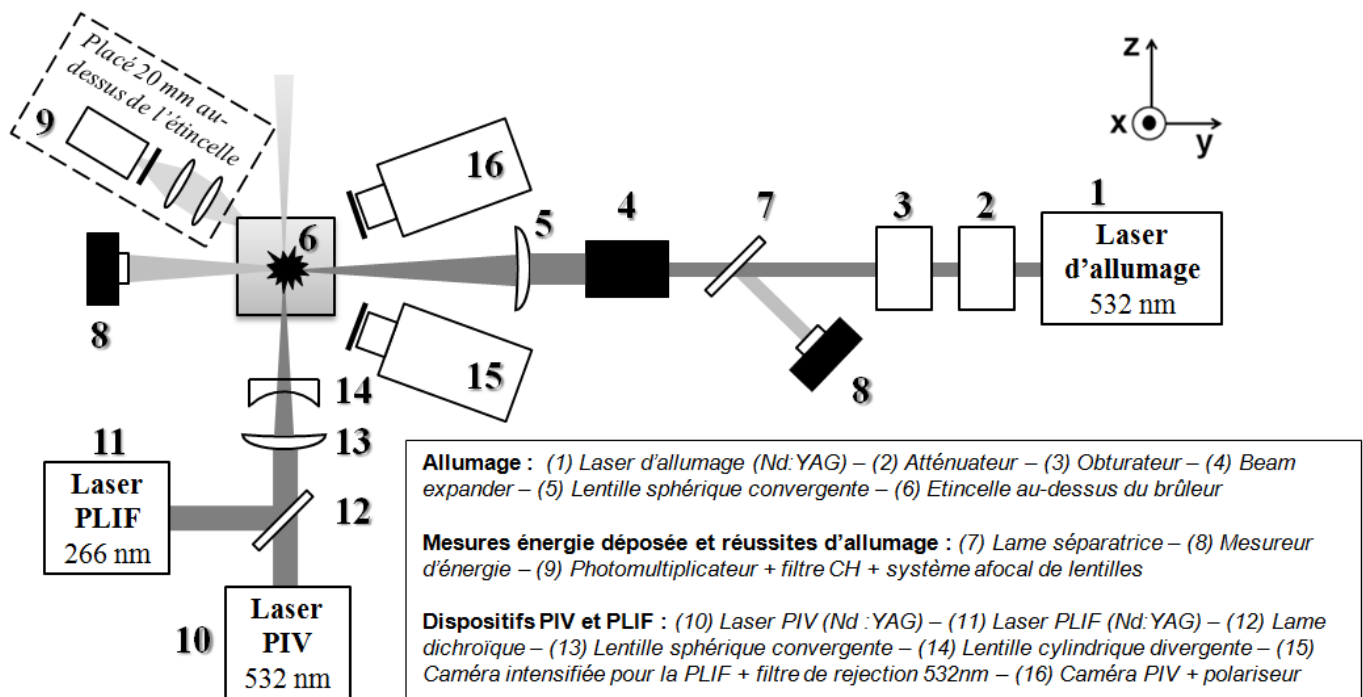 Placé 20 mm au-
dessus de l'étincelle
9
16
6
5
4
7
3
2
1
Laser
d'allumage
532 nm
z
x
y
8
8
15
14
13
11
Laser
PLIF
266 nm
12
10
Laser
PIV
532 nm
Allumage : (1) Laser d'allumage (Nd:YAG) – (2) Atténuateur – (3) Obturateur – (4) Beam
expander – (5) Lentille sphérique convergente – (6) Etincelle au-dessus du brûleur
Mesures énergie déposée et réussites d'allumage : (7) Lame séparatrice – (8) Mesureur
d'énergie – (9) Photomultiplicateur + filtre CH + système afocal de lentilles
Dispositifs PIV et PLIF : (10) Laser PIV (Nd :YAG) – (11) Laser PLIF (Nd:YAG) – (12) Lame
dichroïque – (13) Lentille sphérique convergente – (14) Lentille cylindrique divergente – (15)
Caméra intensifiée pour la PLIF + filtre de rejection 532nm – (16) Caméra PIV + polariseur